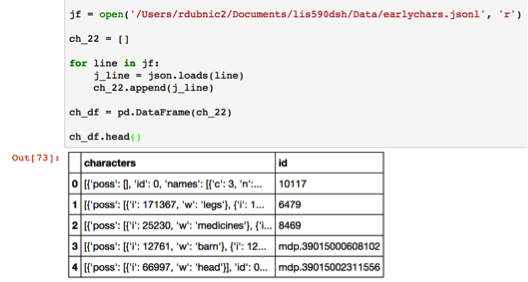 jf = open('/Users/rdubnic2/Documents/lis590dsh/Data/earlychars.jsonl', 'r')
ch_22 = []
for line in jf:
    j_line = json.loads(line)
    ch_22.append(j_line)
ch_df = pd.DataFrame(ch_22)
ch_df.head()
Out[73]:
characters id
0 [{'poss': [], 'id': 0, 'names': [{'c': 3, 'n':... 10117
1 [{'poss': [{'i': 171367, 'w': 'legs'}, {'i': 1... 6479
2 [{'poss': [{'i': 25230, 'w': 'medicines'}, {'i... 8469
3 [{'poss': [{'i': 12761, 'w': 'barn'}, {'i': 12... mdp.39015000608102
4 [{'poss': [{'i': 66997, 'w': 'head'}], 'id': 0... mdp.39015002311556